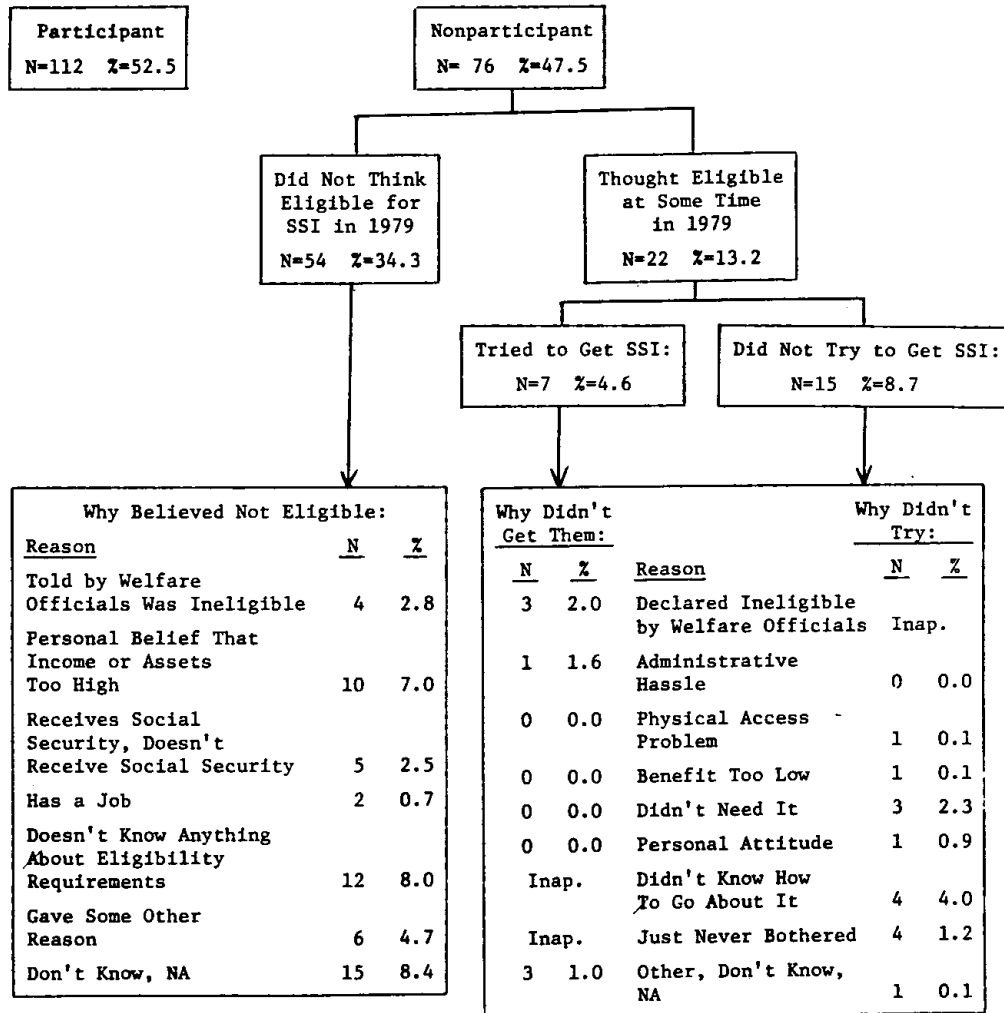 Participant
N=112 %=52.5
Nonparticipant
N= 76 %=47.5
Did Not Think
Eligible for
SSI in 1979
N=54 %=34.3
Thought Eligible
at Some Time
in 1979
N=22 %=13.2
Tried to Get SSI:
N=7 %=4.6
Did Not Try to Get SSI:
N=15 %=8.7
Why Believed Not Eligible:
Reason N %
Told by Welfare
Officials Was Ineligible 4 2.8
Personal Belief That
Income or Assets
Too High 10 7.0
Receives Social
Security, Doesn't
Receive Social Security 5 2.5
Has a Job 2 0.7
Doesn't Know Anything
About Eligibility
Requirements 12 8.0
Gave Some Other
Reason 6 4.7
Don't Know, NA 15 8.4
Why Didn't Why Didn't
Get Them: Try:
N % Reason N %
3 2.0 Declared Ineligible
by Welfare Officials Inap.
1 1.6 Administrative
Hassle 0 0.0
0 0.0 Physical Access
Problem 1 0.1
0 0.0 Benefit Too Low 1 0.1
0 0.0 Didn't Need It 3 2.3
0 0.0 Personal Attitude 1 0.9
Inap. Didn't Know How
To Go About It 4 4.0
Inap. Just Never Bothered 4 1.2
3 1.0 Other, Don't Know,
NA 1 0.1